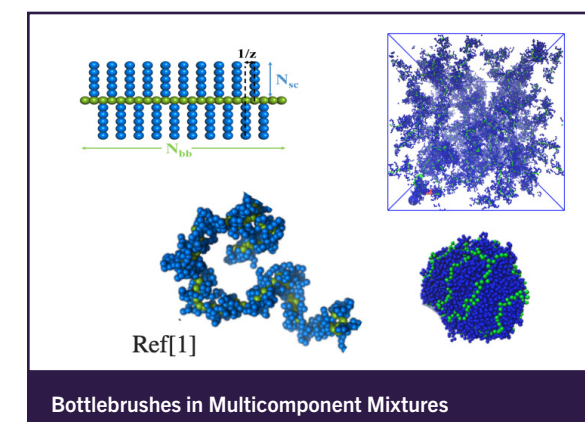 1/z
N_sc
N_bb
Ref[1]
Bottlebrushes in Multicomponent Mixtures